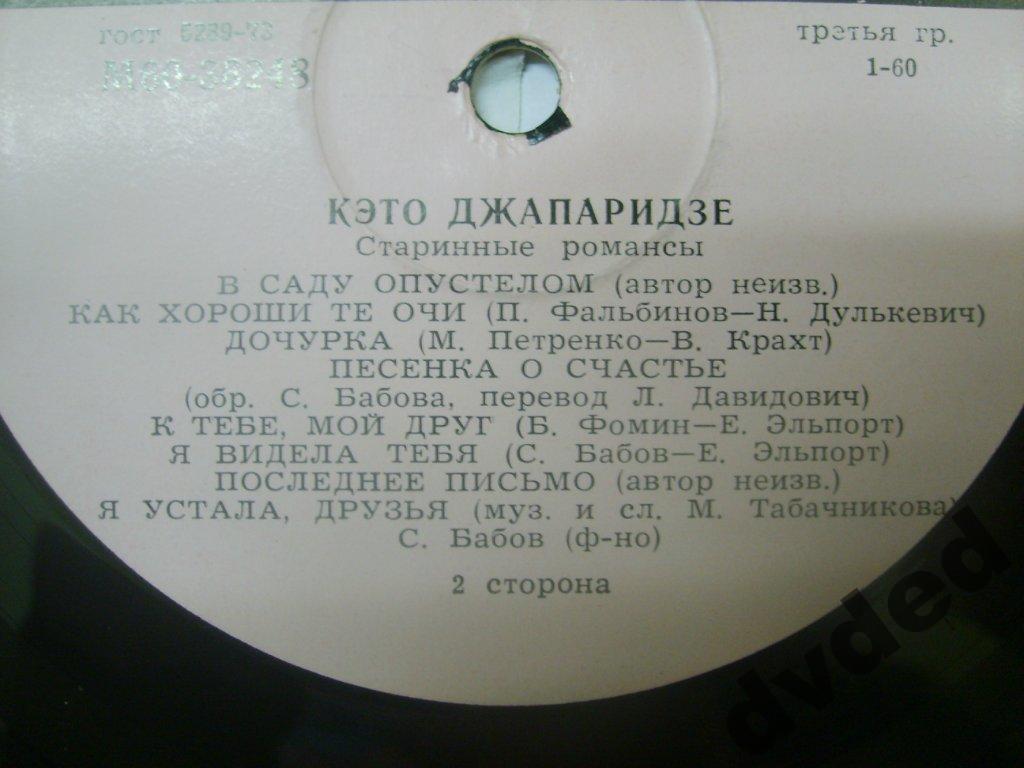 гост 5289-73
М60-38243
третья гр.
1-60
КЭТО ДЖАПАРИДЗЕ
Старинные романсы
В САДУ ОПУСТЕЛОМ (автор неизв.)
КАК ХОРОШИ ТЕ ОЧИ (П. Фальбинов—Н. Дулькевич)
ДОЧУРКА (М. Петренко—В. Крахт)
ПЕСЕНКА О СЧАСТЬЕ
(обр. С. Бабова, перевод Л. Давидович)
К ТЕБЕ, МОЙ ДРУГ (Б. Фомин—Е. Эльпорт)
Я ВИДЕЛА ТЕБЯ (С. Бабов—Е. Эльпорт)
ПОСЛЕДНЕЕ ПИСЬМО (автор неизв.)
Я УСТАЛА, ДРУЗЬЯ (муз. и сл. М. Табачникова)
С. Бабов (ф-но)
2 сторона
dvded